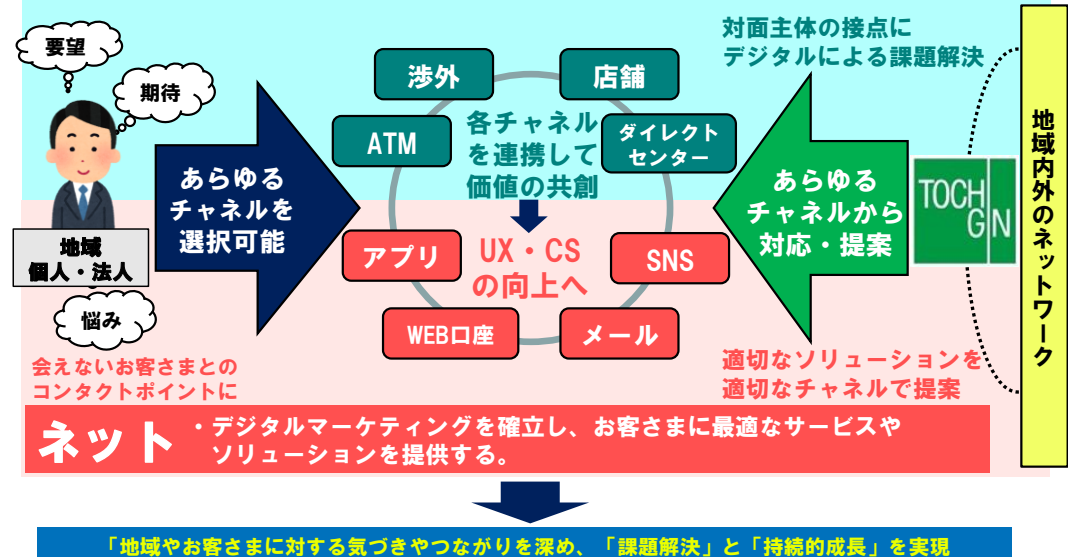 要望
期待
地域
個人・法人
悩み
会えないお客さまとの
コンタクトポイントに
あらゆる
チャネルを
選択可能
渉外
店舗
ATM
ダイレクト
センター
各チャネル
を連携して
価値の共創
アプリ
SNS
UX・CS
の向上へ
WEB口座
メール
対面主体の接点に
デジタルによる課題解決
あらゆる
チャネルから
対応・提案
TOCH
GIN
適切なソリューションを
適切なチャネルで提案
地域内外のネットワーク
ネット
・デジタルマーケティングを確立し、お客さまに最適なサービスや
ソリューションを提供する。
「地域やお客さまに対する気づきやつながりを深め、「課題解決」と「持続的成長」を実現